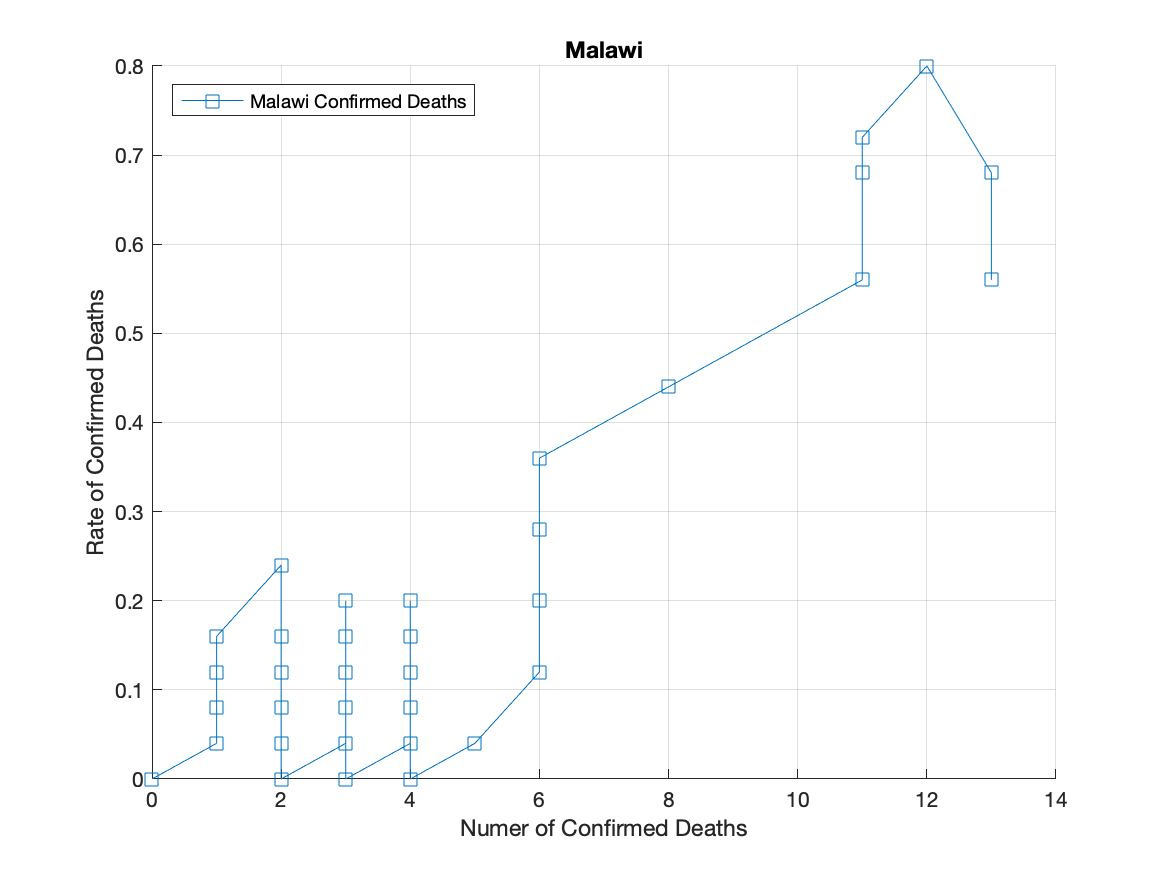 Malawi
Malawi Confirmed Deaths
0.8
0.7
0.6
0.5
0.4
0.3
0.2
0.1
0
Rate of Confirmed Deaths
0 2 4 6 8 10 12 14
Numer of Confirmed Deaths